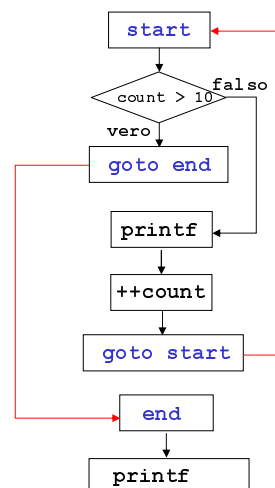 start
falso
count > 10
vero
goto end
printf
++count
goto start
end
printf